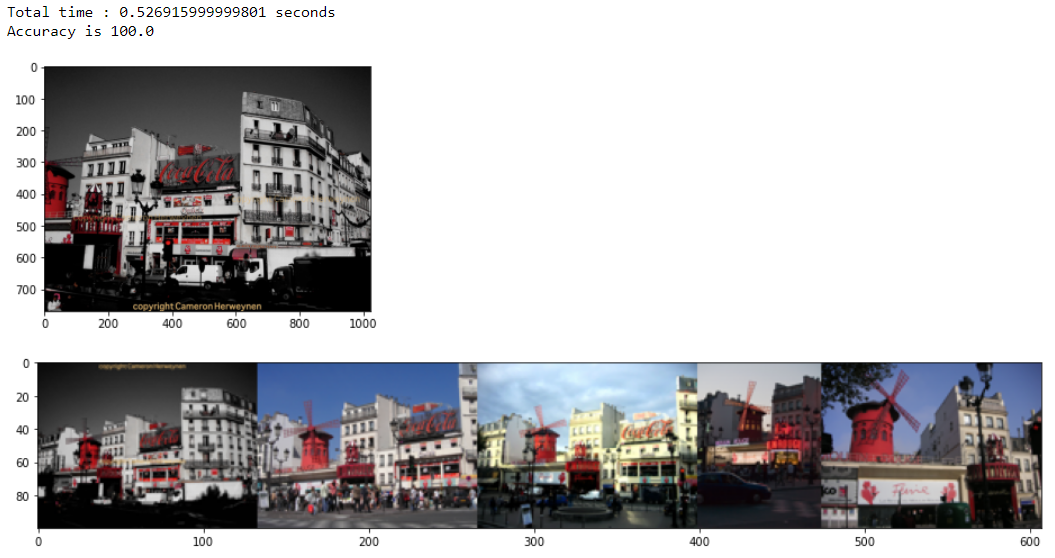 Total time : 0.526915999999801 seconds
Accuracy is 100.0
0
100
200
300
400
500
600
700
Coca-Cola
copyright Cameron Herweynen
0 200 400 600 800 1000
0
20
40
60
80
copyright Cameron Herweynen
Coca-Cola
Coca-Cola
Coca-Cola
Féerie
0 100 200 300 400 500 600